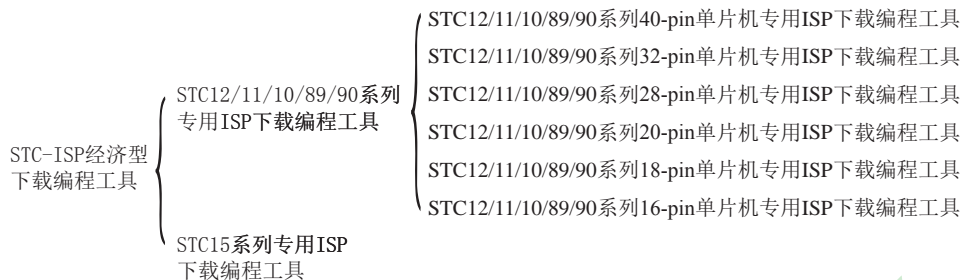 STC-ISP经济型
下载编程工具
STC12/11/10/89/90系列
专用ISP下载编程工具
STC12/11/10/89/90系列40-pin单片机专用ISP下载编程工具
STC12/11/10/89/90系列32-pin单片机专用ISP下载编程工具
STC12/11/10/89/90系列28-pin单片机专用ISP下载编程工具
STC12/11/10/89/90系列20-pin单片机专用ISP下载编程工具
STC12/11/10/89/90系列18-pin单片机专用ISP下载编程工具
STC12/11/10/89/90系列16-pin单片机专用ISP下载编程工具
STC15系列专用ISP
下载编程工具